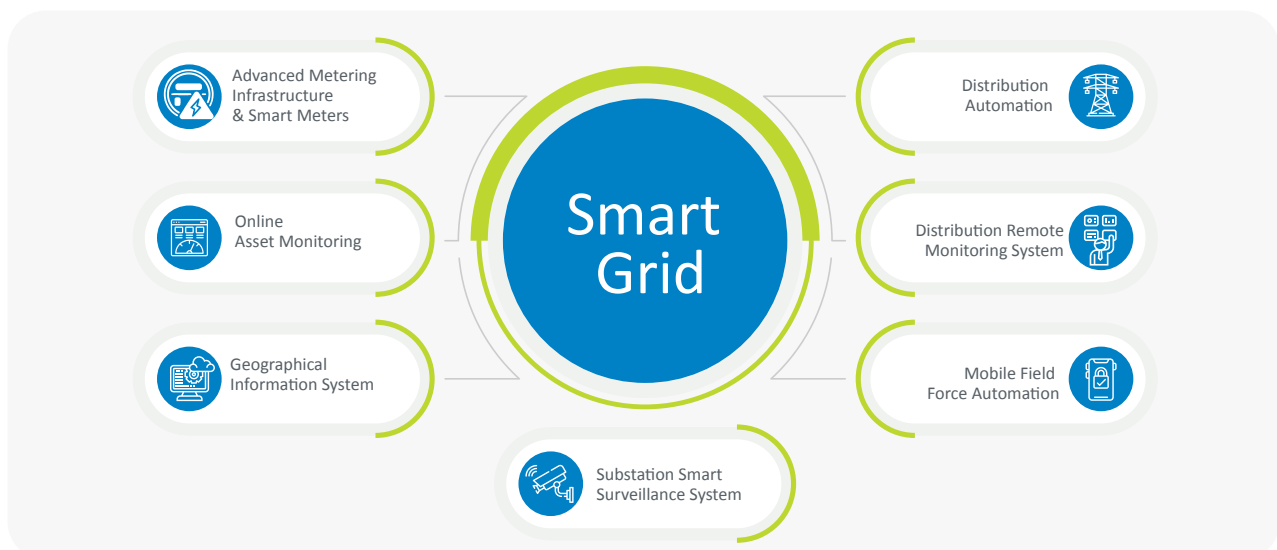 Advanced Metering
Infrastructure
& Smart Meters
Online
Asset Monitoring
Geographical
Information System
Smart
Grid
Distribution
Automation
Distribution Remote
Monitoring System
Mobile Field
Force Automation
Substation Smart
Surveillance System